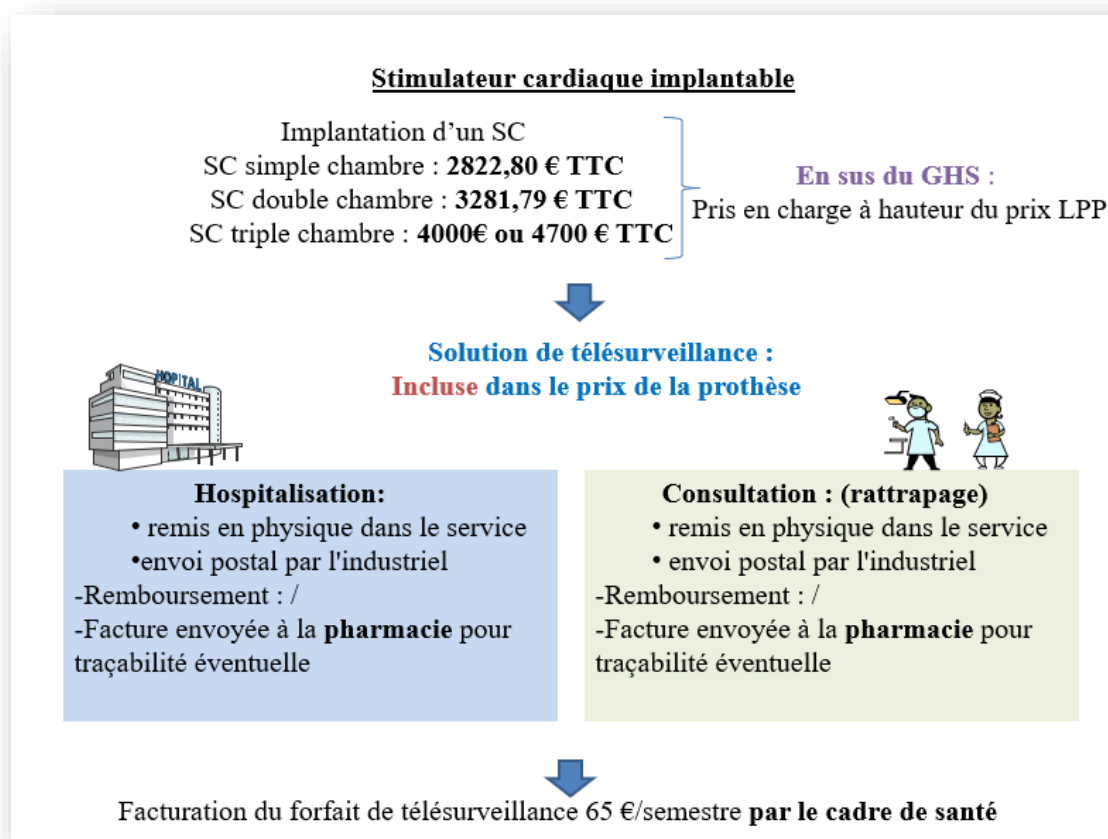 Stimulateur cardiaque implantable
Implantation d'un SC
SC simple chambre : 2822,80 € TTC
SC double chambre : 3281,79 € TTC
SC triple chambre : 4000€ ou 4700 € TTC
En sus du GHS :
Pris en charge à hauteur du prix LPP
Solution de télésurveillance :
Incluse dans le prix de la prothèse
HOPITAL
Hospitalisation:
• remis en physique dans le service
•envoi postal par l'industriel
-Remboursement : /
-Facture envoyée à la pharmacie pour
traçabilité éventuelle
Consultation : (rattrapage)
• remis en physique dans le service
• envoi postal par l'industriel
-Remboursement : /
-Facture envoyée à la pharmacie pour
traçabilité éventuelle
Facturation du forfait de télésurveillance 65 €/semestre par le cadre de santé